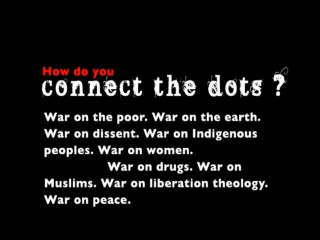 How do you
connect the dots ?
War on the poor. War on the earth.
War on dissent. War on Indigenous
peoples. War on women.
War on drugs. War on
Muslims. War on liberation theology.
War on peace.